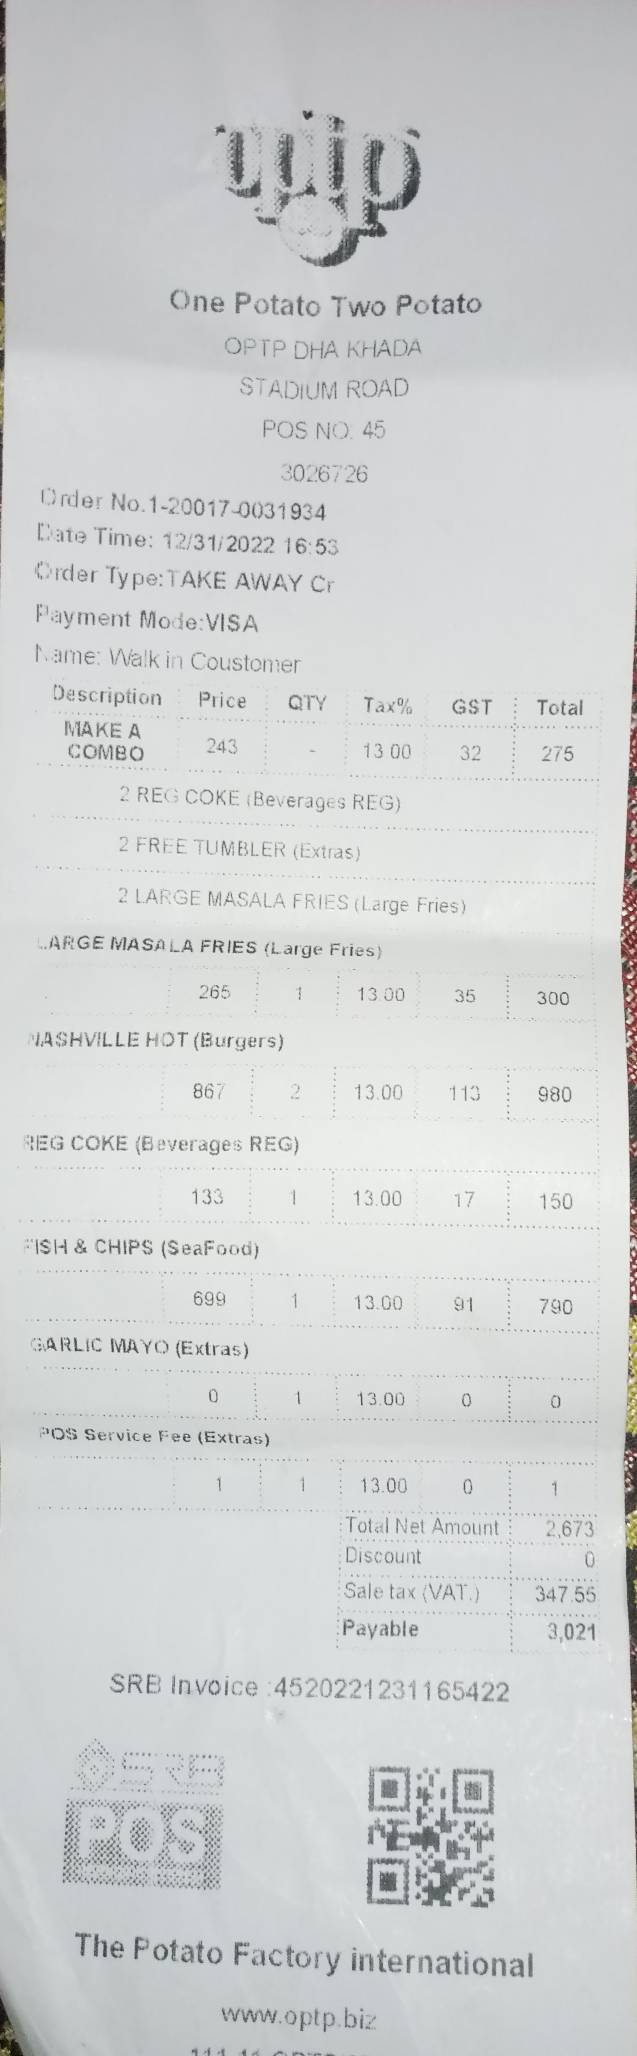 optp
One Potato Two Potato
OPTP DHA KHADA
STADIUM ROAD
POS NO. 45
3026726
Order No.1-20017-0031934
Date Time: 12/31/2022 16:53
Order Type:TAKE AWAY Cr
Payment Mode:VISA
Name: Walk in Coustomer
Description Price QTY Tax% GST Total
MAKE A
COMBO 243 - 13.00 32 275
2 REG COKE (Beverages REG)
2 FREE TUMBLER (Extras)
2 LARGE MASALA FRIES (Large Fries)
LARGE MASALA FRIES (Large Fries)
265 1 13.00 35 300
NASHVILLE HOT (Burgers)
867 2 13.00 113 980
REG COKE (Beverages REG)
133 1 13.00 17 150
FISH & CHIPS (SeaFood)
699 1 13.00 91 790
GARLIC MAYO (Extras)
0 1 13.00 0 0
POS Service Fee (Extras)
1 1 13.00 0 1
Total Net Amount 2,673
Discount 0
Sale tax (VAT.) 347.55
Payable 3,021
SRB Invoice :4520221231165422
SRB
POS
The Potato Factory international
www.optp.biz